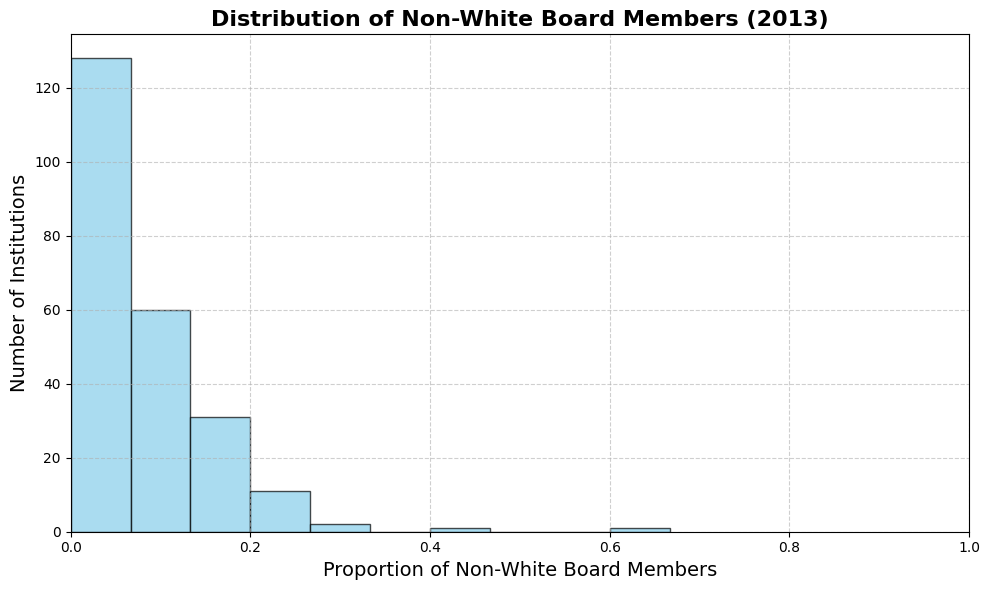 Distribution of Non-White Board Members (2013)
Number of Institutions
120
100
80
60
40
20
0
0.0 0.2 0.4 0.6 0.8 1.0
Proportion of Non-White Board Members